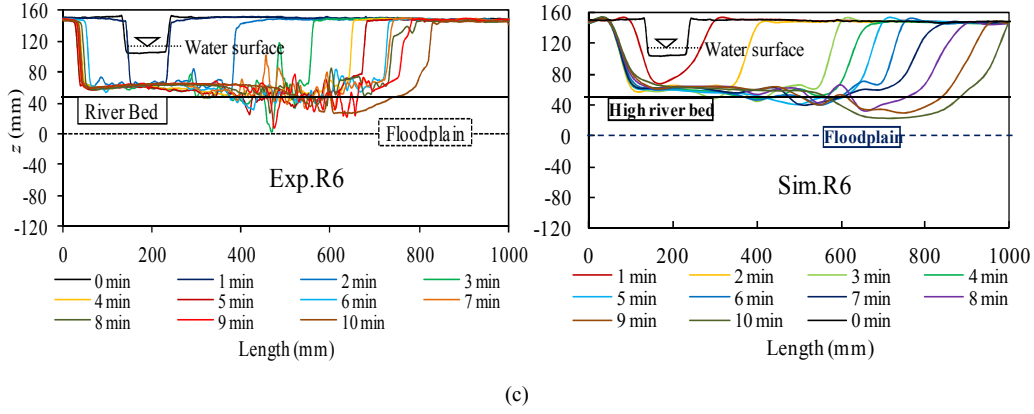 160
120
80
40
0
-40
-80
-120
z (mm)
Water surface
River Bed
Floodplain
Exp.R6
0 200 400 600 800 1000
0 min 1 min 2 min 3 min
4 min 5 min 6 min 7 min
8 min 9 min 10 min
Length (mm)
160
120
80
40
0
-40
-80
-120
Water surface
High river bed
Floodplain
Sim.R6
0 200 400 600 800 1000
1 min 2 min 3 min 4 min
5 min 6 min 7 min 8 min
9 min 10 min 0 min
Length (mm)
(c)